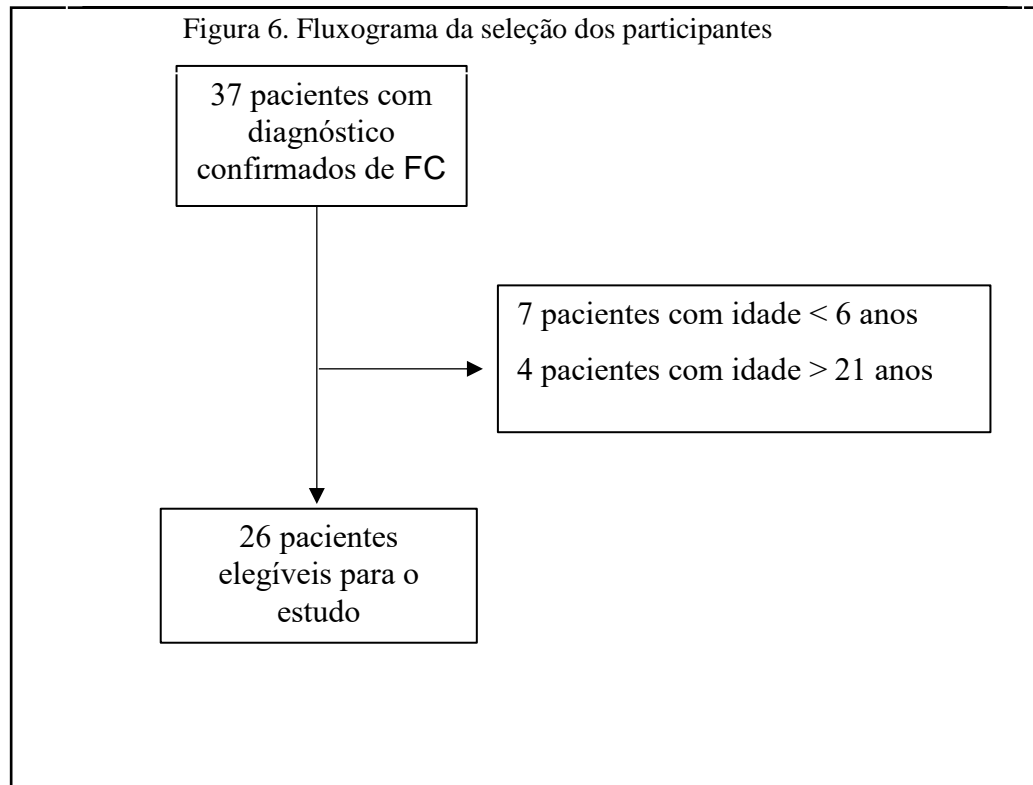 Figura 6. Fluxograma da seleção dos participantes
37 pacientes com
diagnóstico
confirmados de FC
7 pacientes com idade < 6 anos
4 pacientes com idade > 21 anos
26 pacientes
elegíveis para o
estudo